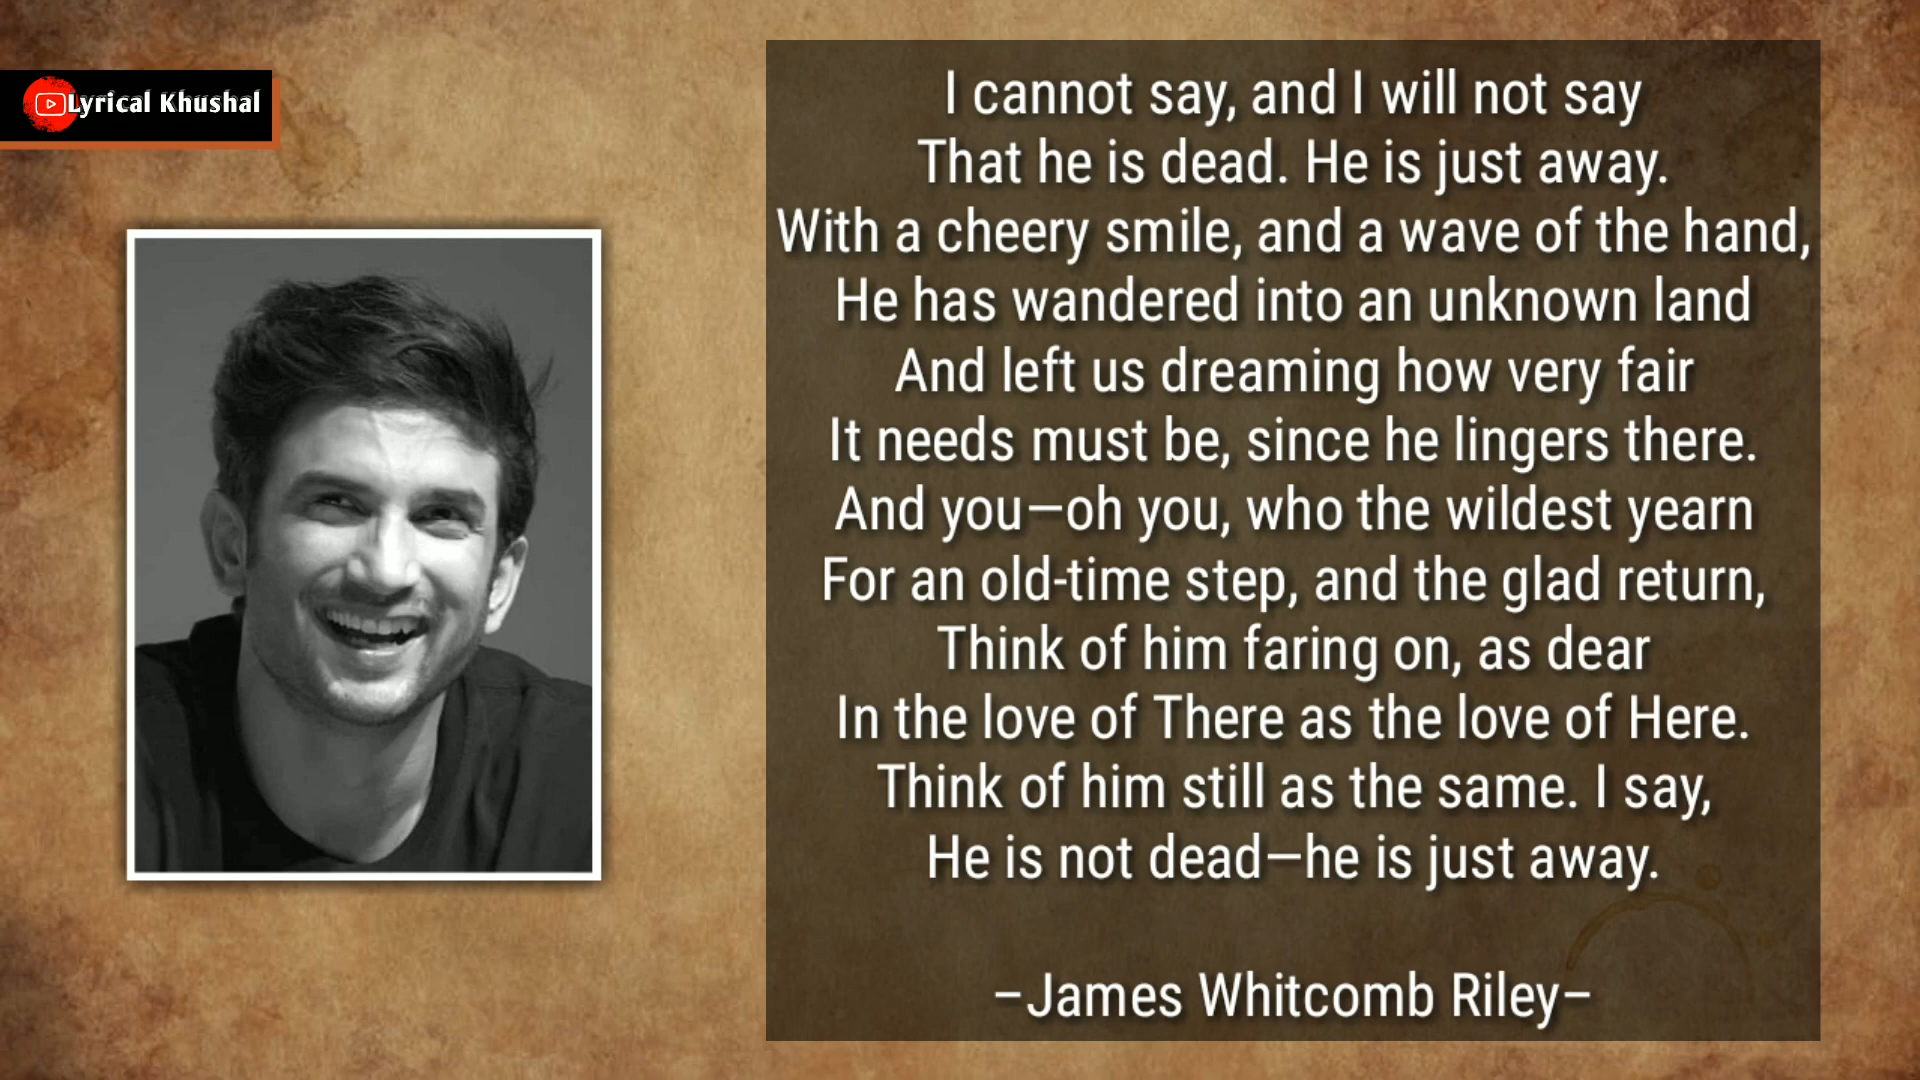 Lyrical Khushal
I cannot say, and I will not say
That he is dead. He is just away.
With a cheery smile, and a wave of the hand,
He has wandered into an unknown land
And left us dreaming how very fair
It needs must be, since he lingers there.
And you—oh you, who the wildest yearn
For an old-time step, and the glad return,
Think of him faring on, as dear
In the love of There as the love of Here.
Think of him still as the same. I say,
He is not dead—he is just away.
–James Whitcomb Riley–